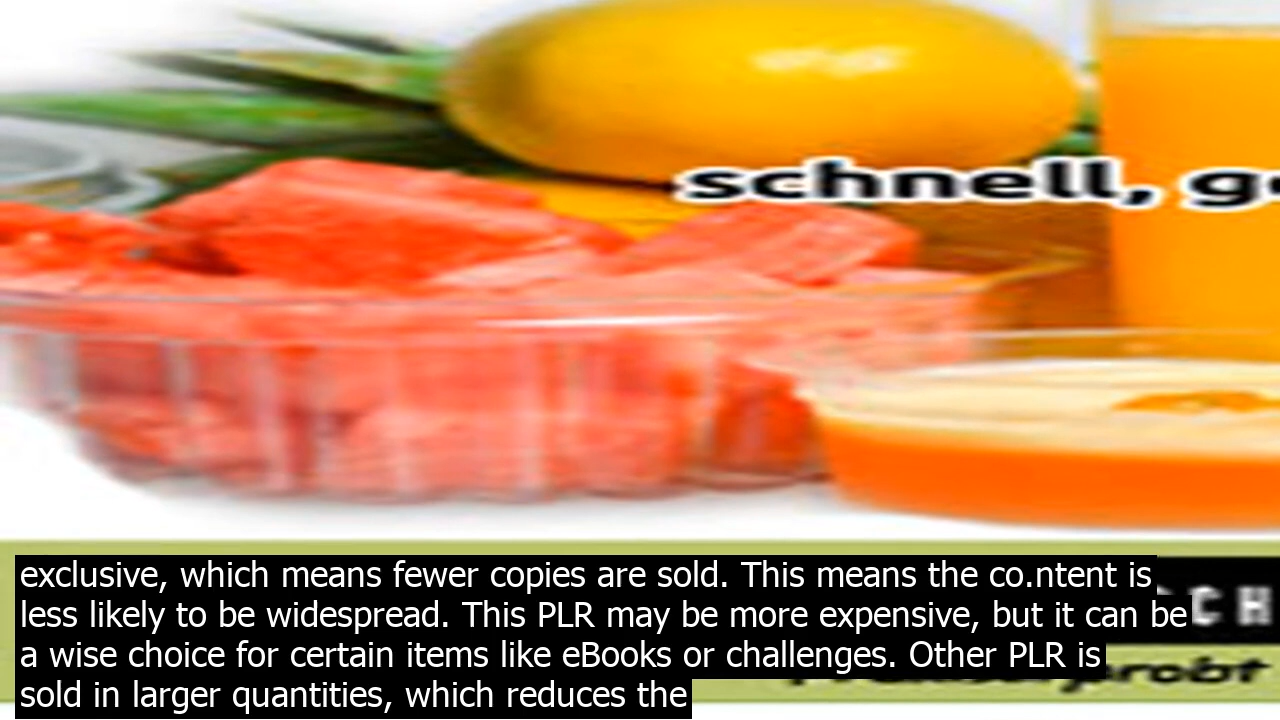 schnell, g
exclusive, which means fewer copies are sold. This means the co.ntent is
less likely to be widespread. This PLR may be more expensive, but it can be
CH
a wise choice for certain items like eBooks or challenges. Other PLR is
sold in larger quantities, which reduces the